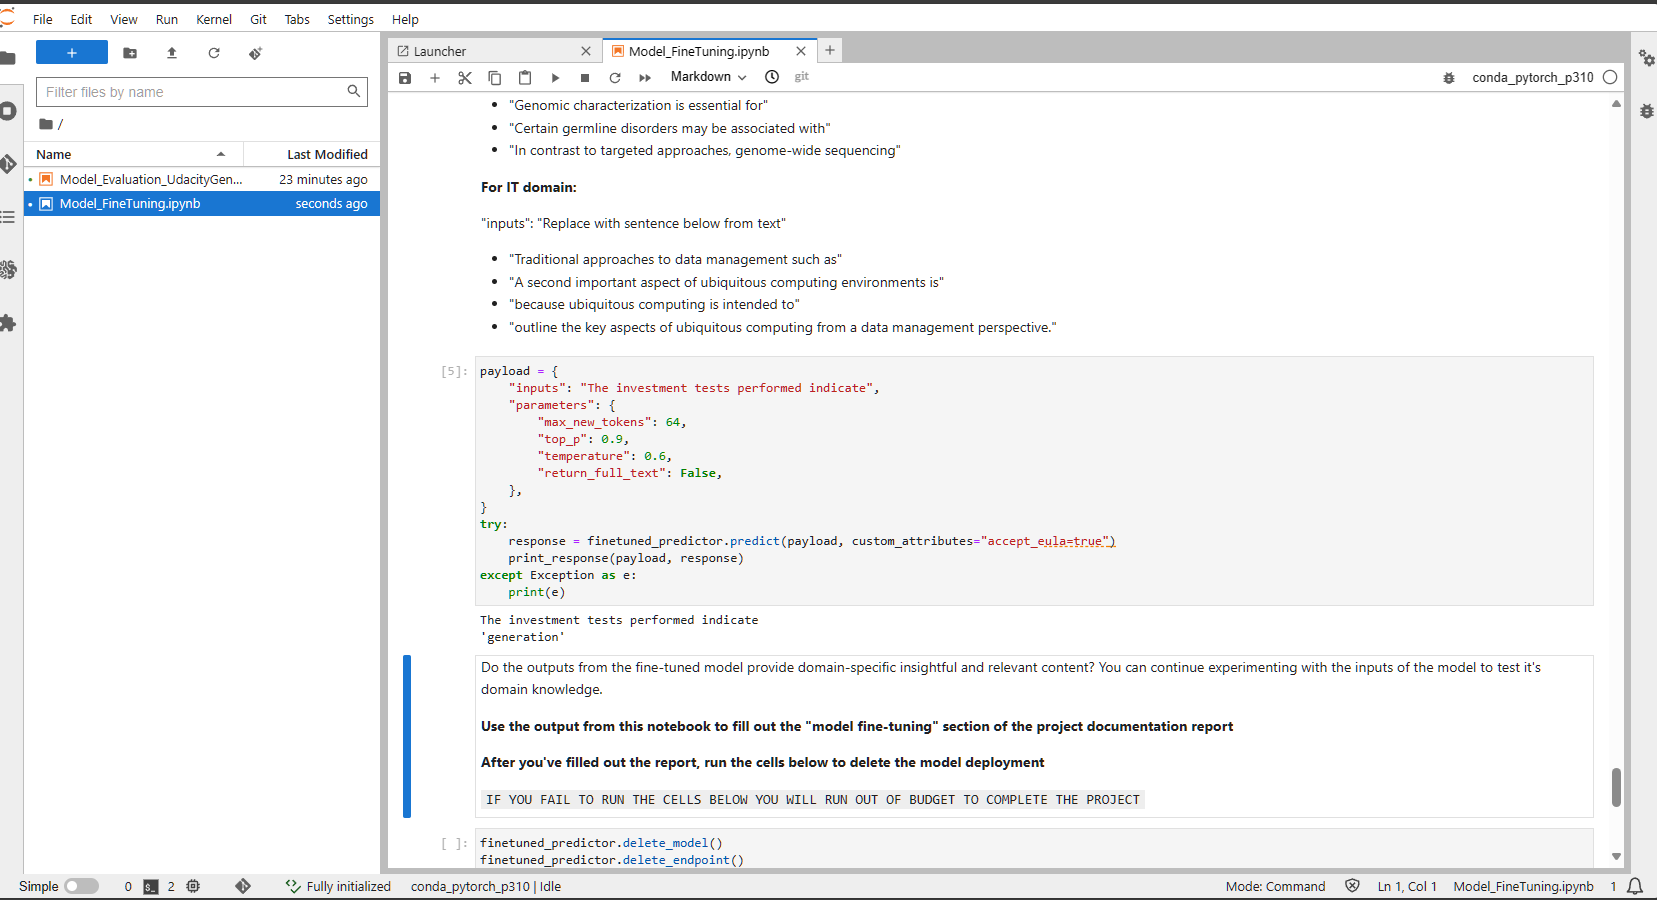 File Edit View Run Kernel Git Tabs Settings Help
+
Filter files by name
/
Name Last Modified
Model_Evaluation_UdacityGen... 23 minutes ago
Model_FineTuning.ipynb seconds ago
Launcher Model_FineTuning.ipynb
Markdown git conda_pytorch_p310
• "Genomic characterization is essential for"
• "Certain germline disorders may be associated with"
• "In contrast to targeted approaches, genome-wide sequencing"
For IT domain:
"inputs": "Replace with sentence below from text"
• "Traditional approaches to data management such as"
• "A second important aspect of ubiquitous computing environments is"
• "because ubiquitous computing is intended to"
• "outline the key aspects of ubiquitous computing from a data management perspective."
[5]: payload = {
"inputs": "The investment tests performed indicate",
"parameters": {
"max_new_tokens": 64,
"top_p": 0.9,
"temperature": 0.6,
"return_full_text": False,
},
}
try:
response = finetuned_predictor.predict(payload, custom_attributes="accept_eula=true")
print_response(payload, response)
except Exception as e:
print(e)
The investment tests performed indicate
'generation'
Do the outputs from the fine-tuned model provide domain-specific insightful and relevant content? You can continue experimenting with the inputs of the model to test it's
domain knowledge.
Use the output from this notebook to fill out the "model fine-tuning" section of the project documentation report
After you've filled out the report, run the cells below to delete the model deployment
IF YOU FAIL TO RUN THE CELLS BELOW YOU WILL RUN OUT OF BUDGET TO COMPLETE THE PROJECT
[ ]: finetuned_predictor.delete_model()
finetuned_predictor.delete_endpoint()
Simple 0 2 Fully initialized conda_pytorch_p310 | Idle Mode: Command Ln 1, Col 1 Model_FineTuning.ipynb 1